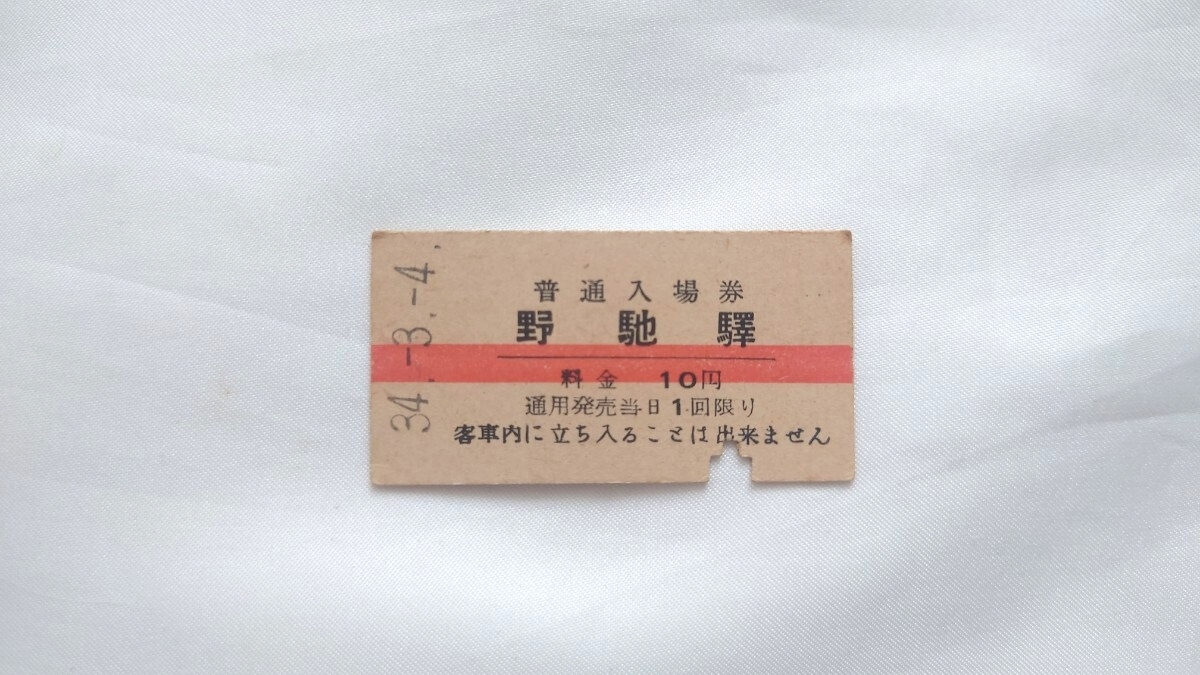 34.-3.-4.
普通入場券
野馳驛
料金 10円
通用発売当日1回限り
客車内に立ち入ることは出来ません